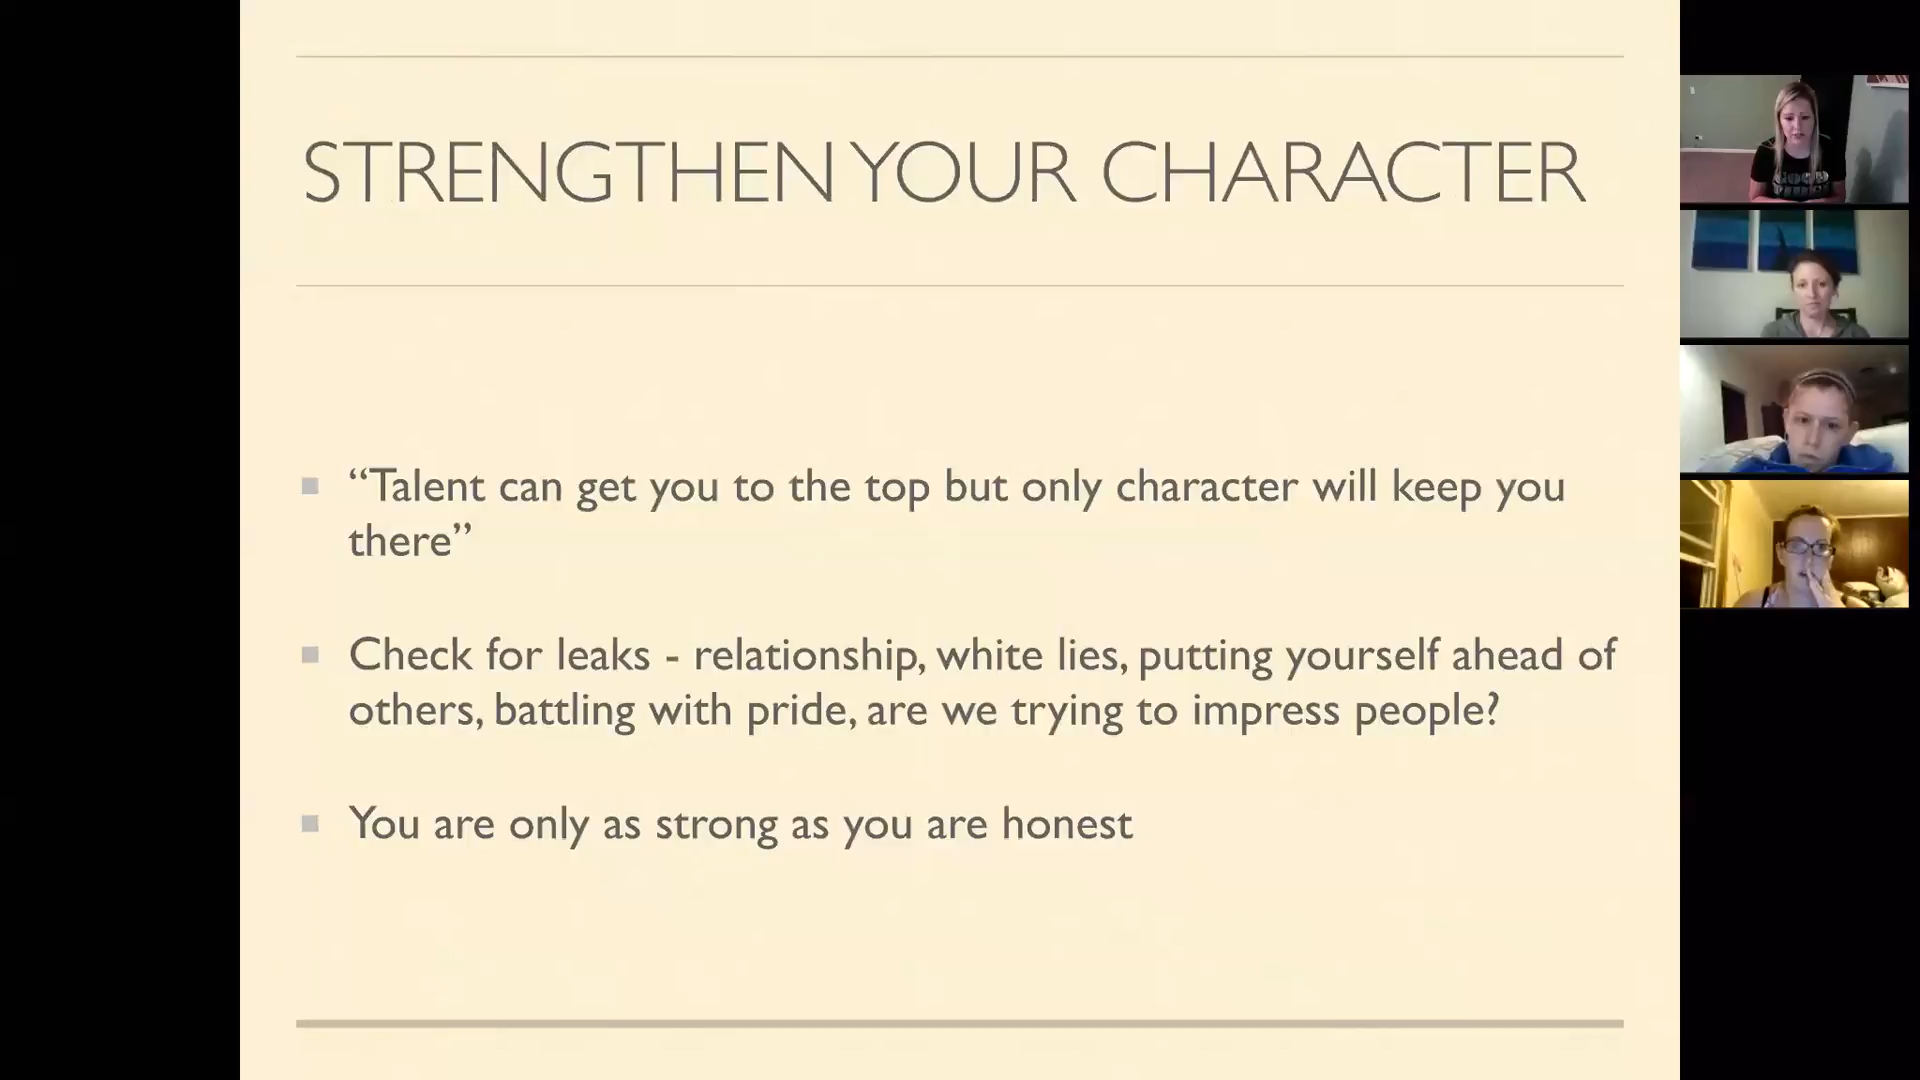 STRENGTHEN YOUR CHARACTER
“Talent can get you to the top but only character will keep you
there”
Check for leaks - relationship, white lies, putting yourself ahead of
others, battling with pride, are we trying to impress people?
You are only as strong as you are honest